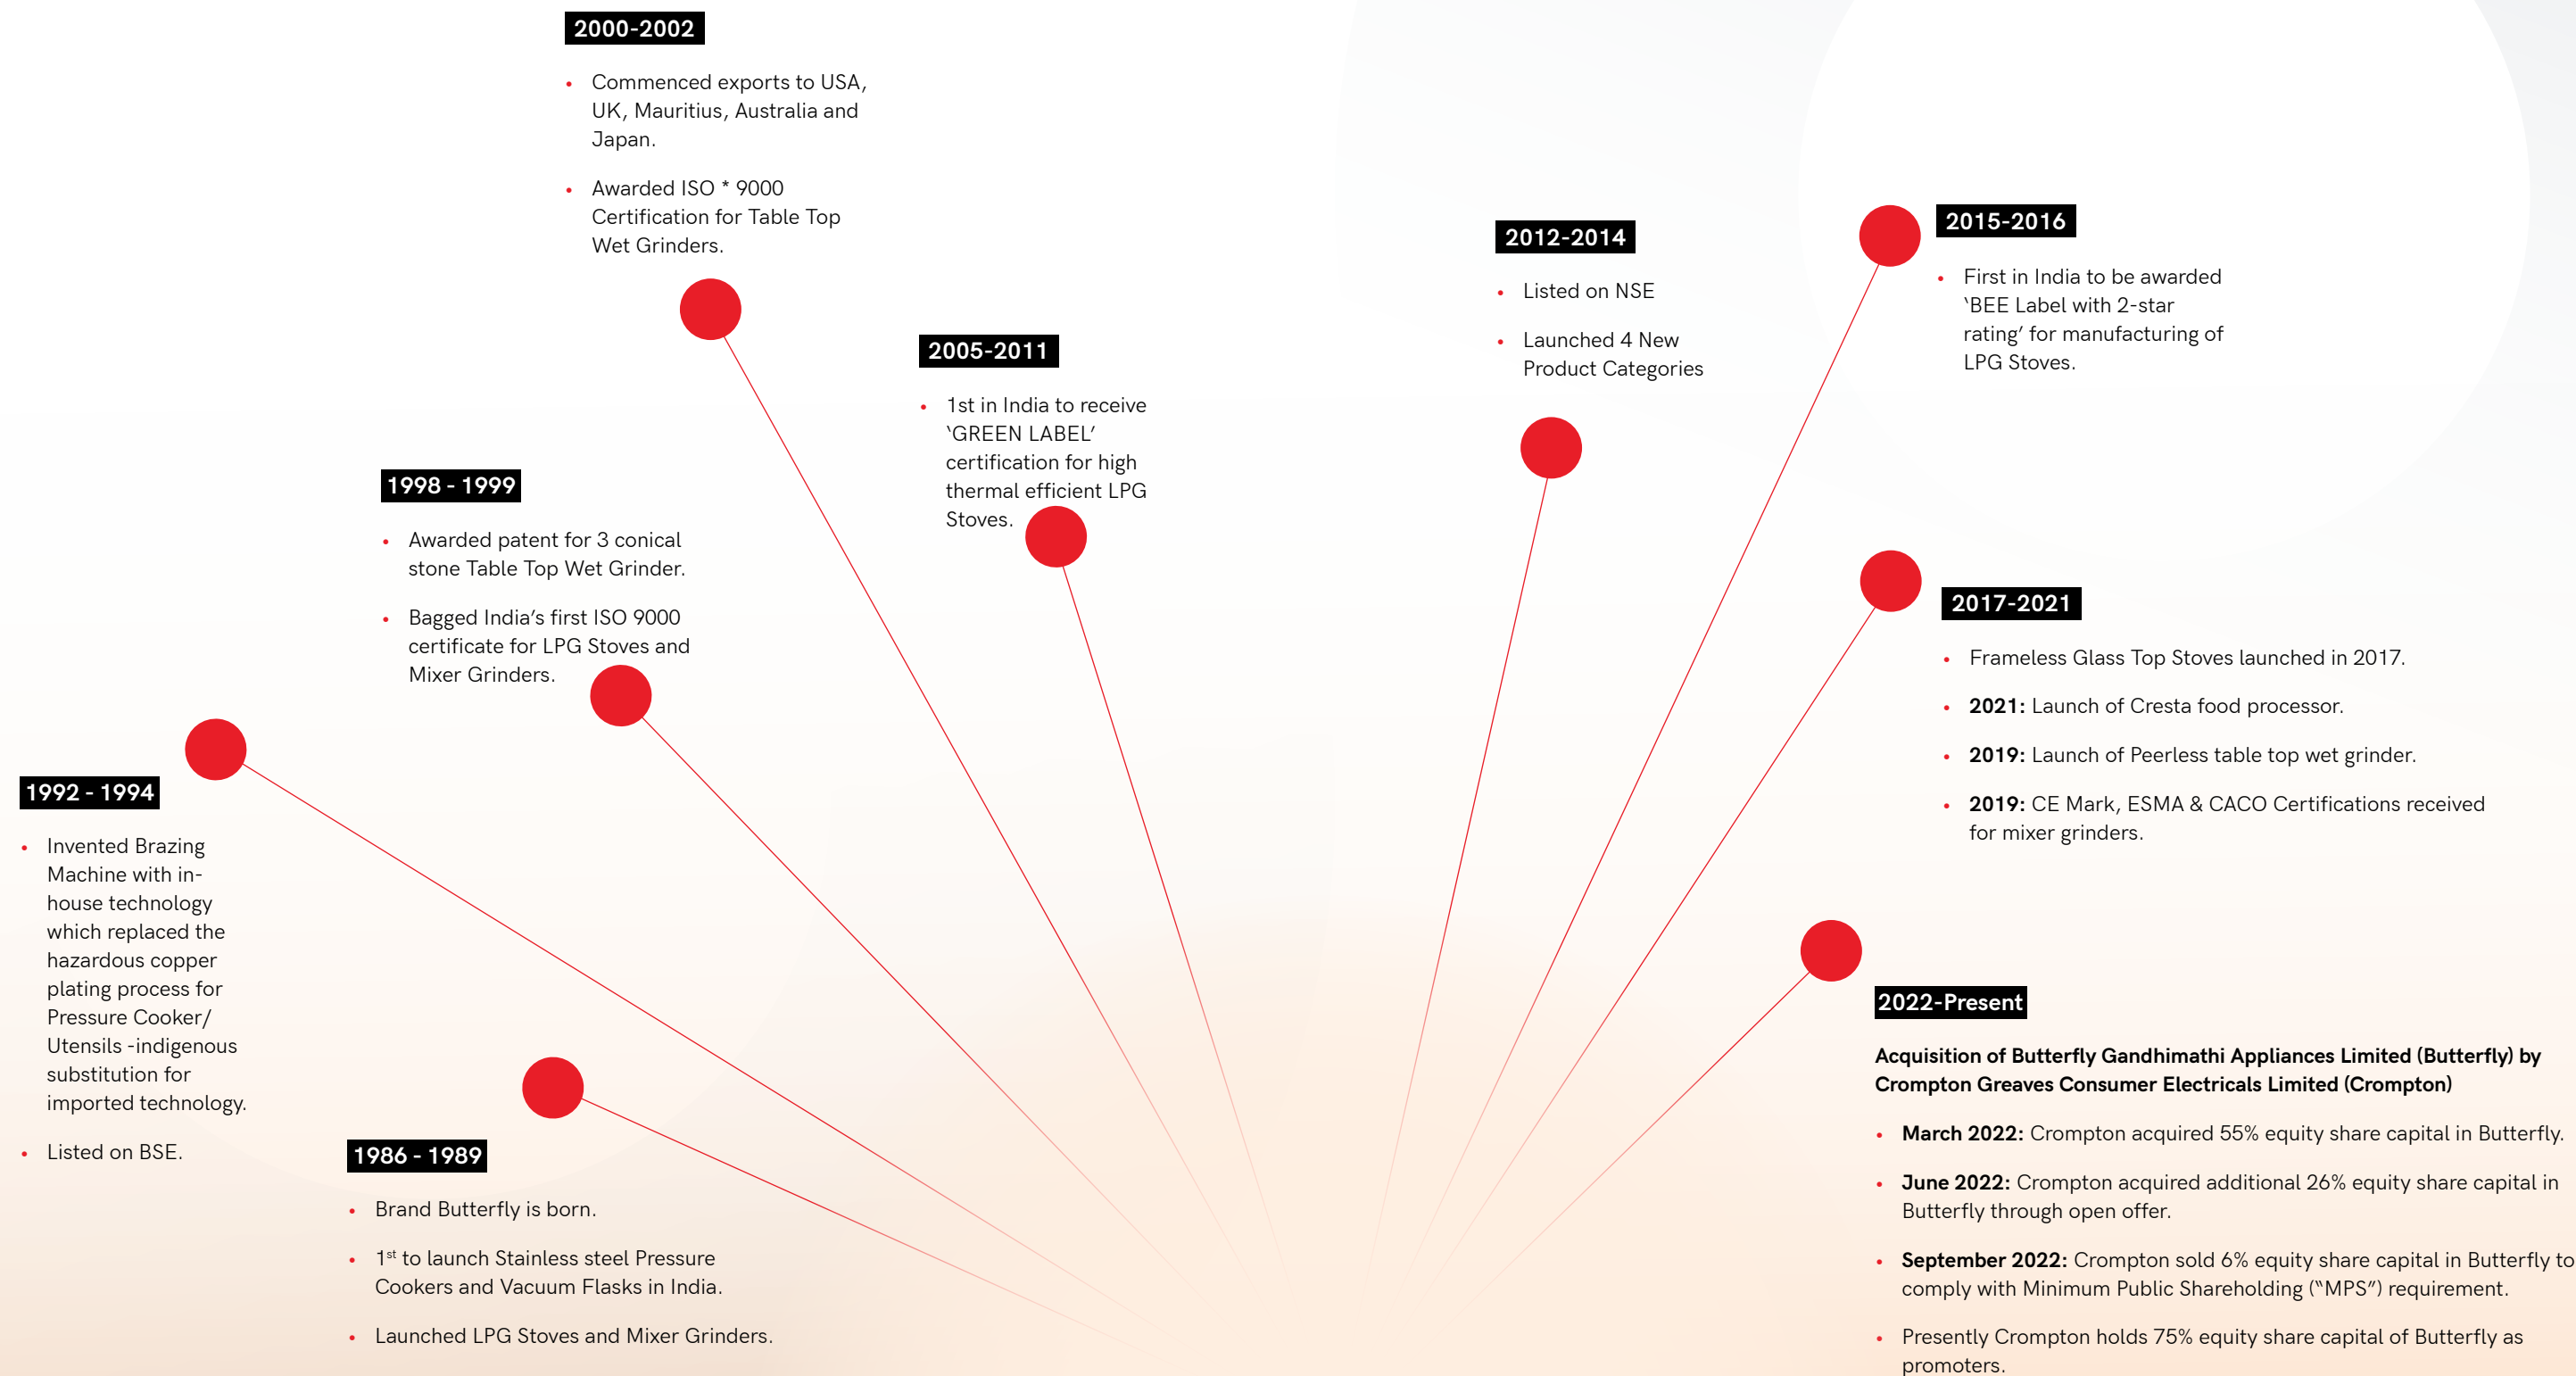 2000-2002
• Commenced exports to USA,
UK, Mauritius, Australia and
Japan.
• Awarded ISO * 9000
Certification for Table Top
Wet Grinders.
2012-2014
• Listed on NSE
• Launched 4 New
Product Categories
2015-2016
• First in India to be awarded
‘BEE Label with 2-star
rating’ for manufacturing of
LPG Stoves.
2005-2011
• 1st in India to receive
‘GREEN LABEL’
certification for high
thermal efficient LPG
Stoves.
1998 - 1999
• Awarded patent for 3 conical
stone Table Top Wet Grinder.
• Bagged India’s first ISO 9000
certificate for LPG Stoves and
Mixer Grinders.
2017-2021
• Frameless Glass Top Stoves launched in 2017.
• 2021: Launch of Cresta food processor.
• 2019: Launch of Peerless table top wet grinder.
• 2019: CE Mark, ESMA & CACO Certifications received
for mixer grinders.
1992 - 1994
• Invented Brazing
Machine with in-
house technology
which replaced the
hazardous copper
plating process for
Pressure Cooker/
Utensils -indigenous
substitution for
imported technology.
• Listed on BSE.
1986 - 1989
• Brand Butterfly is born.
• 1st to launch Stainless steel Pressure
Cookers and Vacuum Flasks in India.
• Launched LPG Stoves and Mixer Grinders.
2022-Present
Acquisition of Butterfly Gandhimathi Appliances Limited (Butterfly) by
Crompton Greaves Consumer Electricals Limited (Crompton)
• March 2022: Crompton acquired 55% equity share capital in Butterfly.
• June 2022: Crompton acquired additional 26% equity share capital in
Butterfly through open offer.
• September 2022: Crompton sold 6% equity share capital in Butterfly to
comply with Minimum Public Shareholding (“MPS”) requirement.
• Presently Crompton holds 75% equity share capital of Butterfly as
promoters.